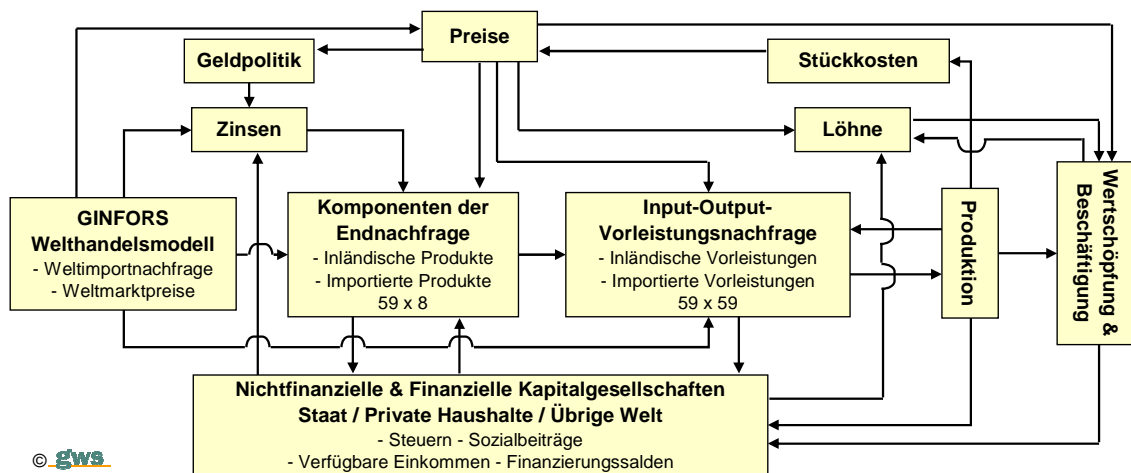 Preise
Geldpolitik
Stückkosten
Zinsen
Löhne
GINFORS
Welthandelsmodell
- Weltimportnachfrage
- Weltmarktpreise
Komponenten der
Endnachfrage
- Inländische Produkte
- Importierte Produkte
59 x 8
Input-Output-
Vorleistungsnachfrage
- Inländische Vorleistungen
- Importierte Vorleistungen
59 x 59
Produktion
Wertschöpfung &
Beschäftigung
Nichtfinanzielle & Finanzielle Kapitalgesellschaften
Staat / Private Haushalte / Übrige Welt
- Steuern - Sozialbeiträge
- Verfügbare Einkommen - Finanzierungssalden
© gws